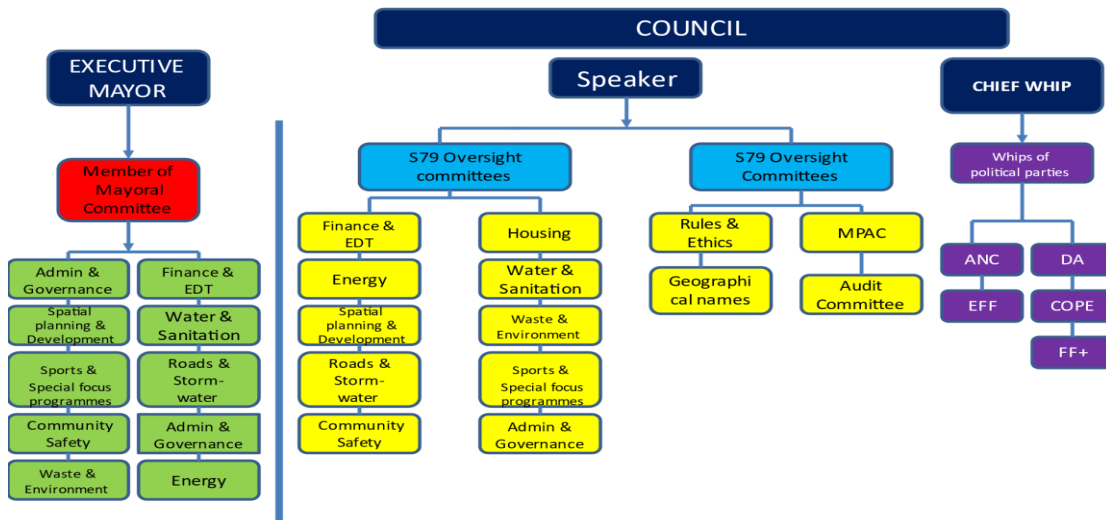 COUNCIL
EXECUTIVE
MAYOR
Speaker
CHIEF WHIP
Member of
Mayoral
Committee
S79 Oversight
committees
S79 Oversight
Committees
Whips of
political parties
Admin &
Governance
Finance &
EDT
Spatial
planning &
Development
Water &
Sanitation
Sports &
Special focus
programmes
Roads &
Storm-
water
Community
Safety
Admin &
Governance
Waste &
Environment
Energy
Finance &
EDT
Housing
Energy
Water &
Sanitation
Spatial
planning &
Development
Waste &
Environment
Roads &
Storm-
water
Sports &
Special focus
programmes
Community
Safety
Admin &
Governance
Rules &
Ethics
MPAC
Geographi
cal names
Audit
Committee
ANC
DA
EFF
COPE
FF+